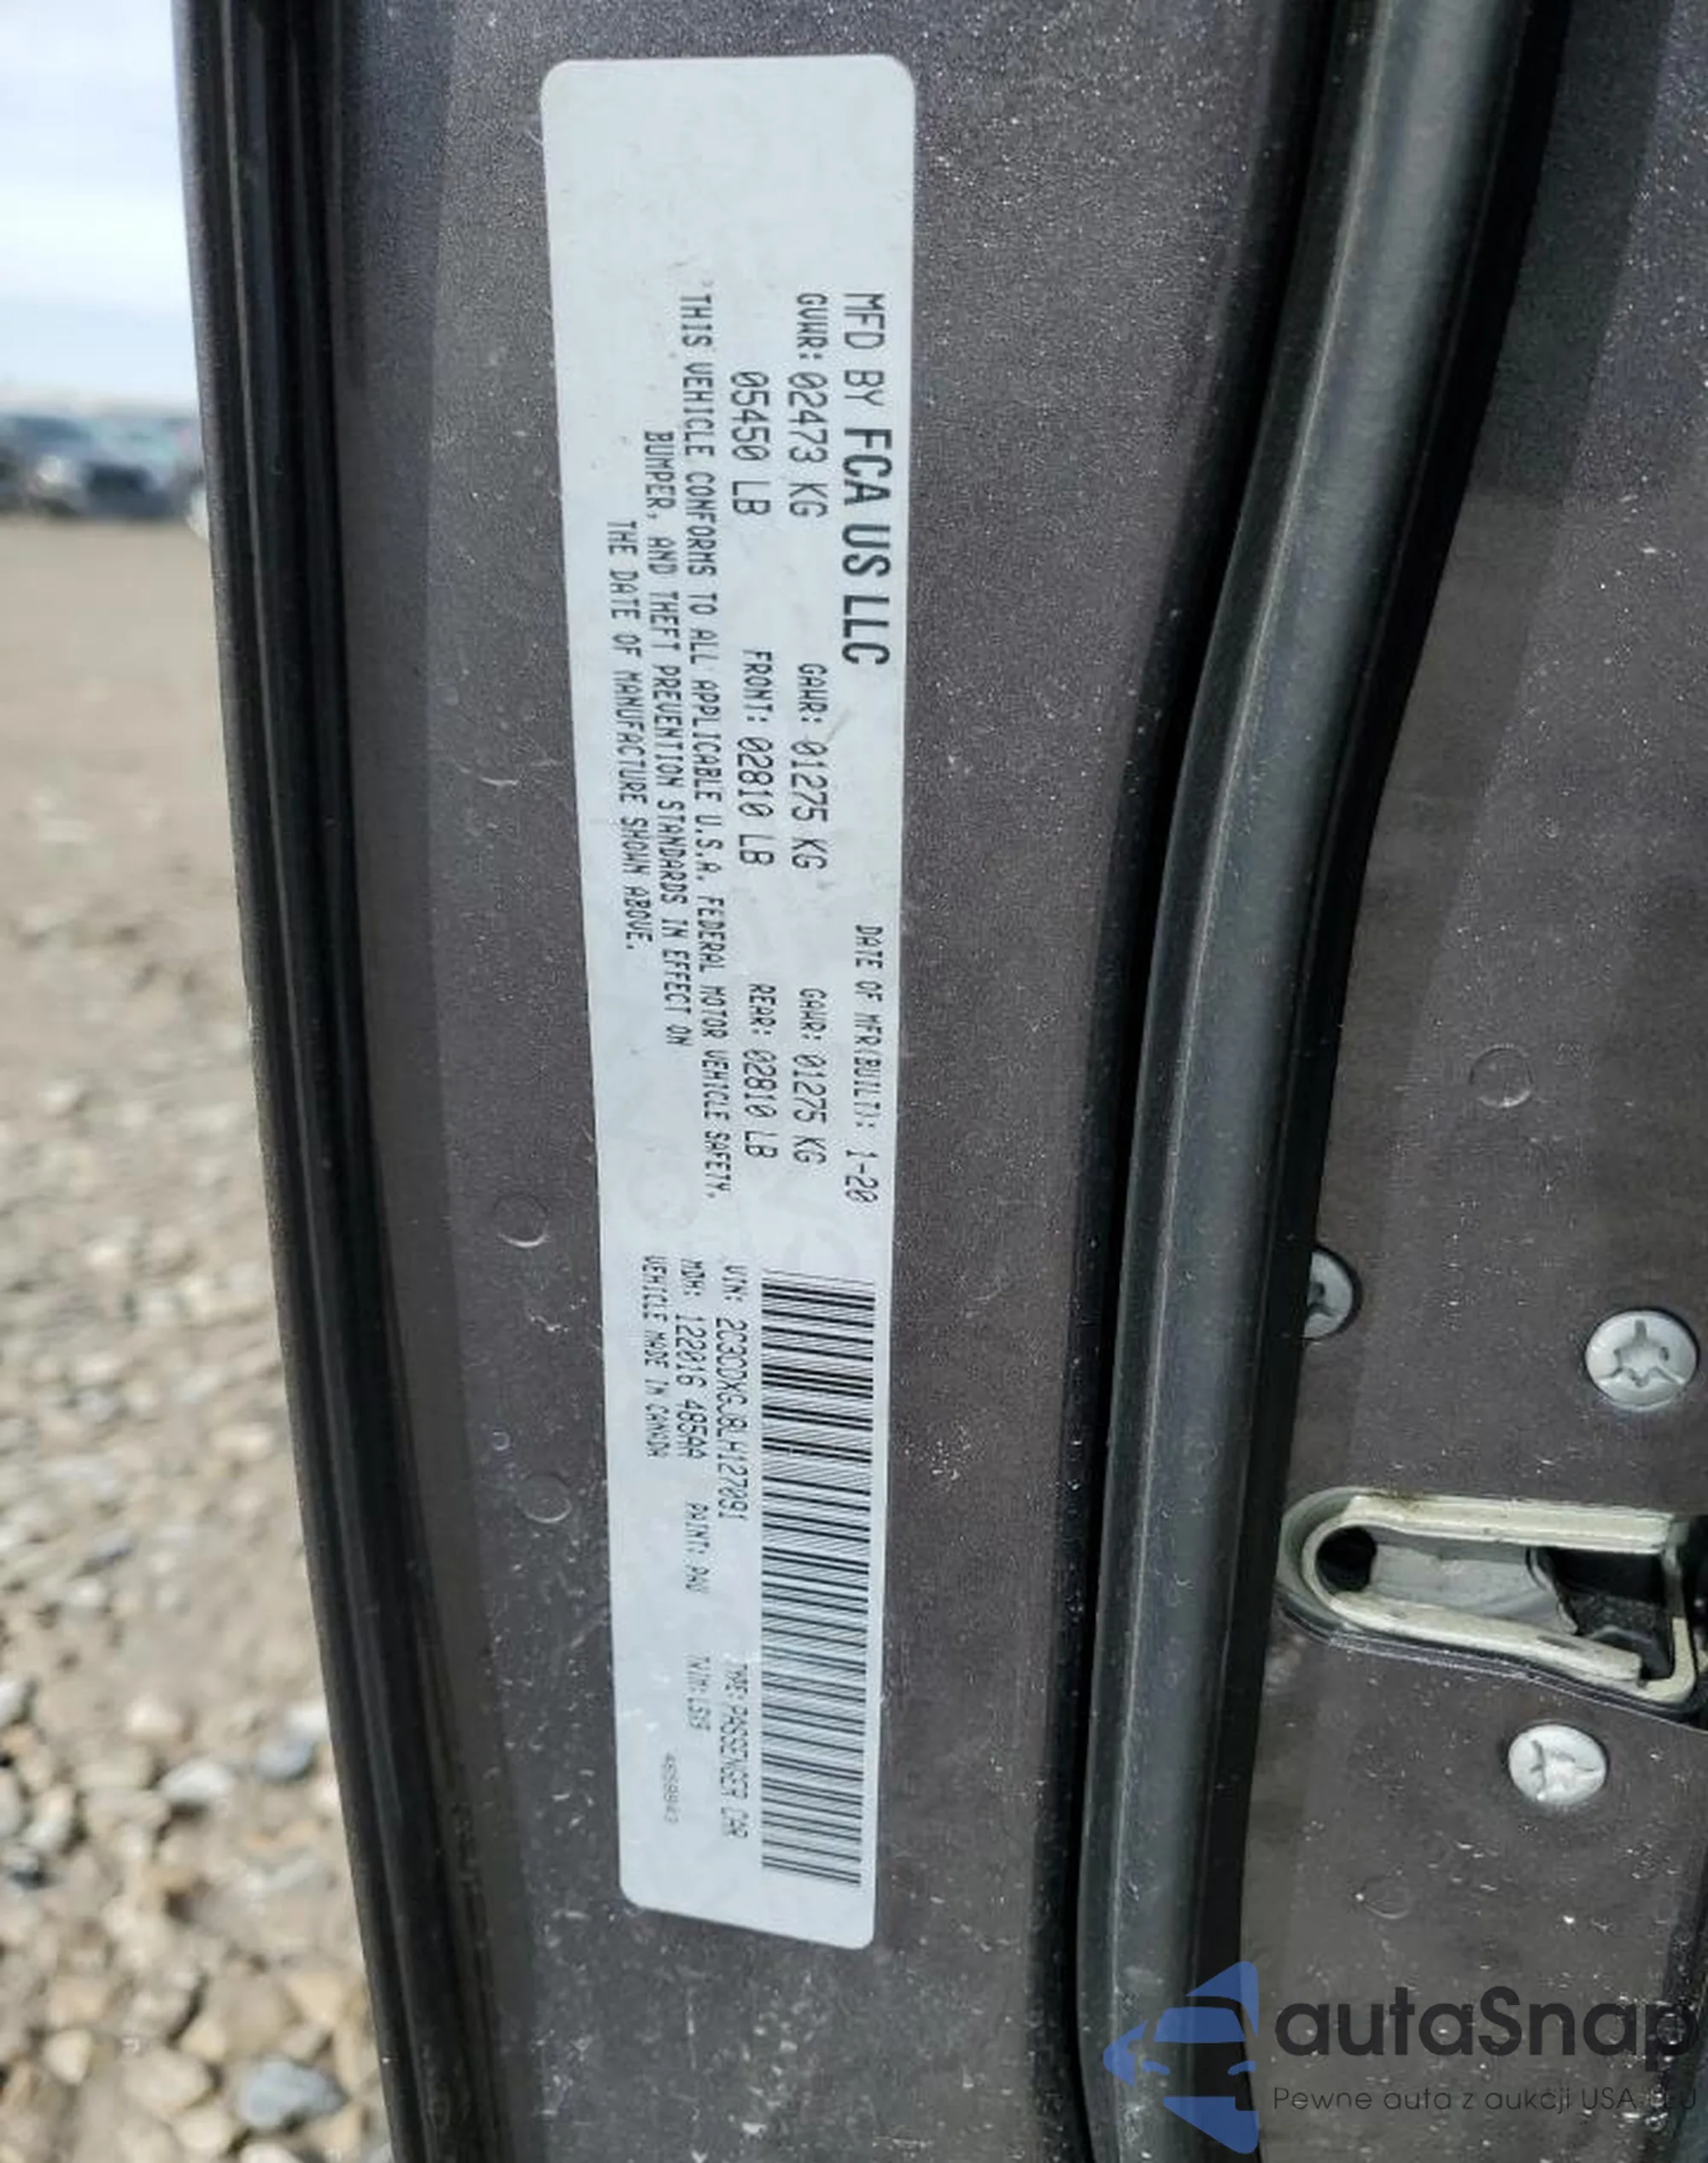 MFD BY FCA US LLC
DATE OF MFR(BUILT): 1-20
GVWR: 02473 KG GAWR: 01275 KG GAWR: 01275 KG
05450 LB FRONT: 02810 LB REAR: 02810 LB
THIS VEHICLE CONFORMS TO ALL APPLICABLE U.S.A. FEDERAL MOTOR VEHICLE SAFETY,
BUMPER, AND THEFT PREVENTION STANDARDS IN EFFECT ON
THE DATE OF MANUFACTURE SHOWN ABOVE.
VIN: 2C3CDXGJ8LH127091 TYPE: PASSENGER CAR
MDH: 122016 485AA PAINT: PAU
VEHICLE MADE IN CANADA
autaSnap
Pewne auta z aukcji USA